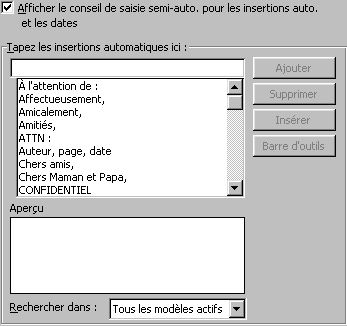 Afficher le conseil de saisie semi-auto. pour les insertions auto.
et les dates
Tapez les insertions automatiques ici :
Ajouter
À l'attention de :
Affectueusement,
Supprimer
Amicalement,
Amitiés,
Insérer
ATTN :
Auteur, page, date
Barre d'outils
Chers amis,
Chers Maman et Papa,
CONFIDENTIEL
Aperçu
Rechercher dans :
Tous les modèles actifs